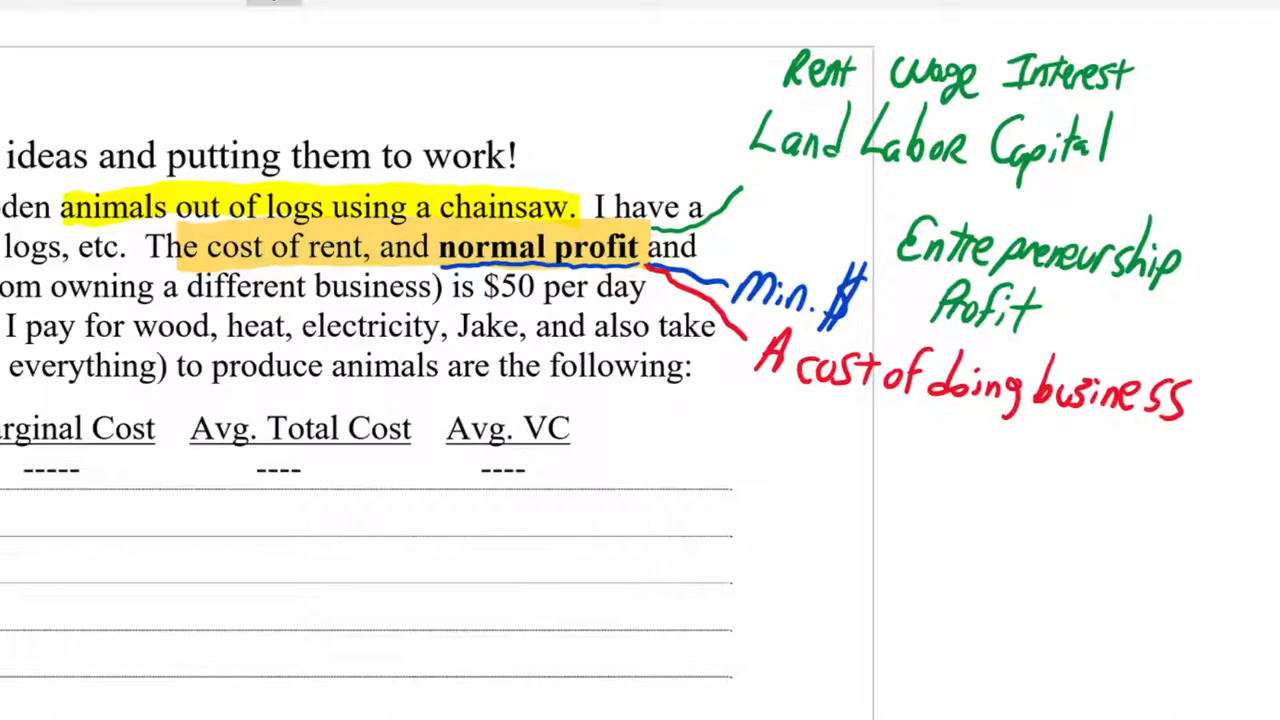 Rent Wage Interest
Land Labor Capital
ideas and putting them to work!
oden animals out of logs using a chainsaw. I have a
logs, etc. The cost of rent, and normal profit and
Entrepreneurship
om owning a different business) is $50 per day
Min. $
Profit
I pay for wood, heat, electricity, Jake, and also take
A cost of doing business
everything) to produce animals are the following:
arginal Cost Avg. Total Cost Avg. VC
----- ---- ----